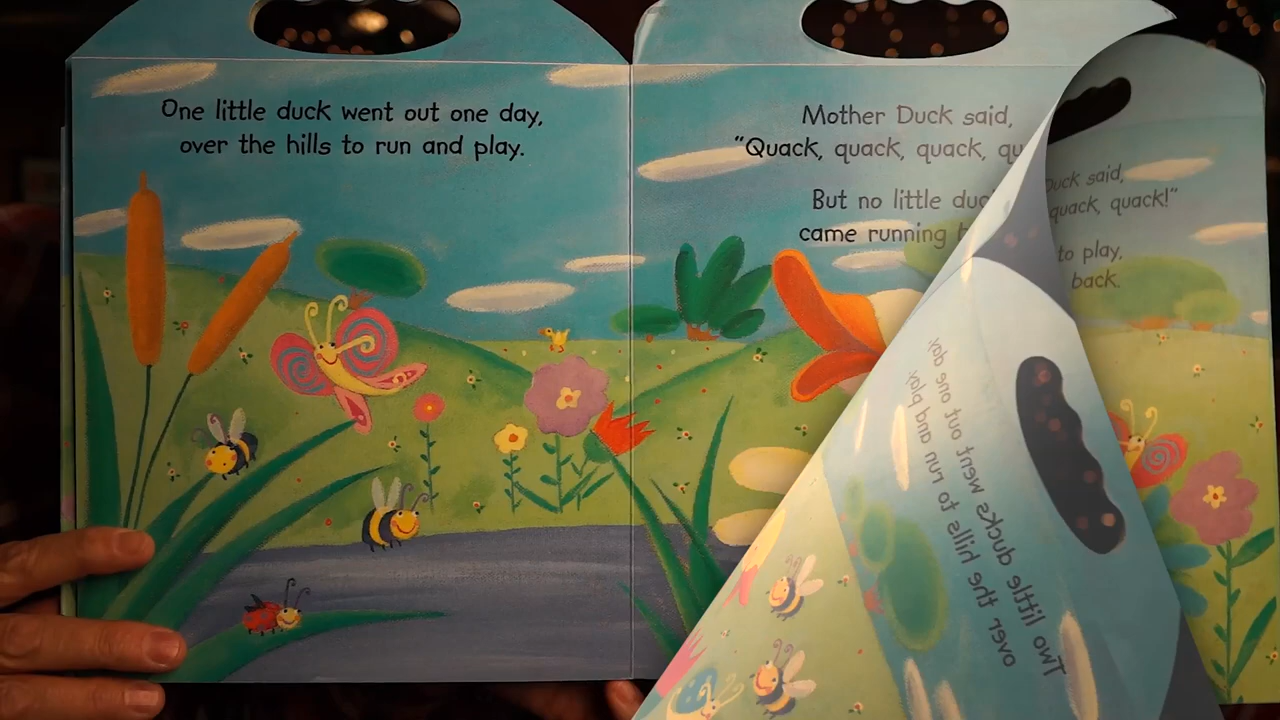 One little duck went out one day,
over the hills to run and play.
Mother Duck said,
"Quack, quack, quack,
But no little
came running
Duck said,
quack, quack!"
to play,
back.
Two little ducks went out one day
over the hills to run and play